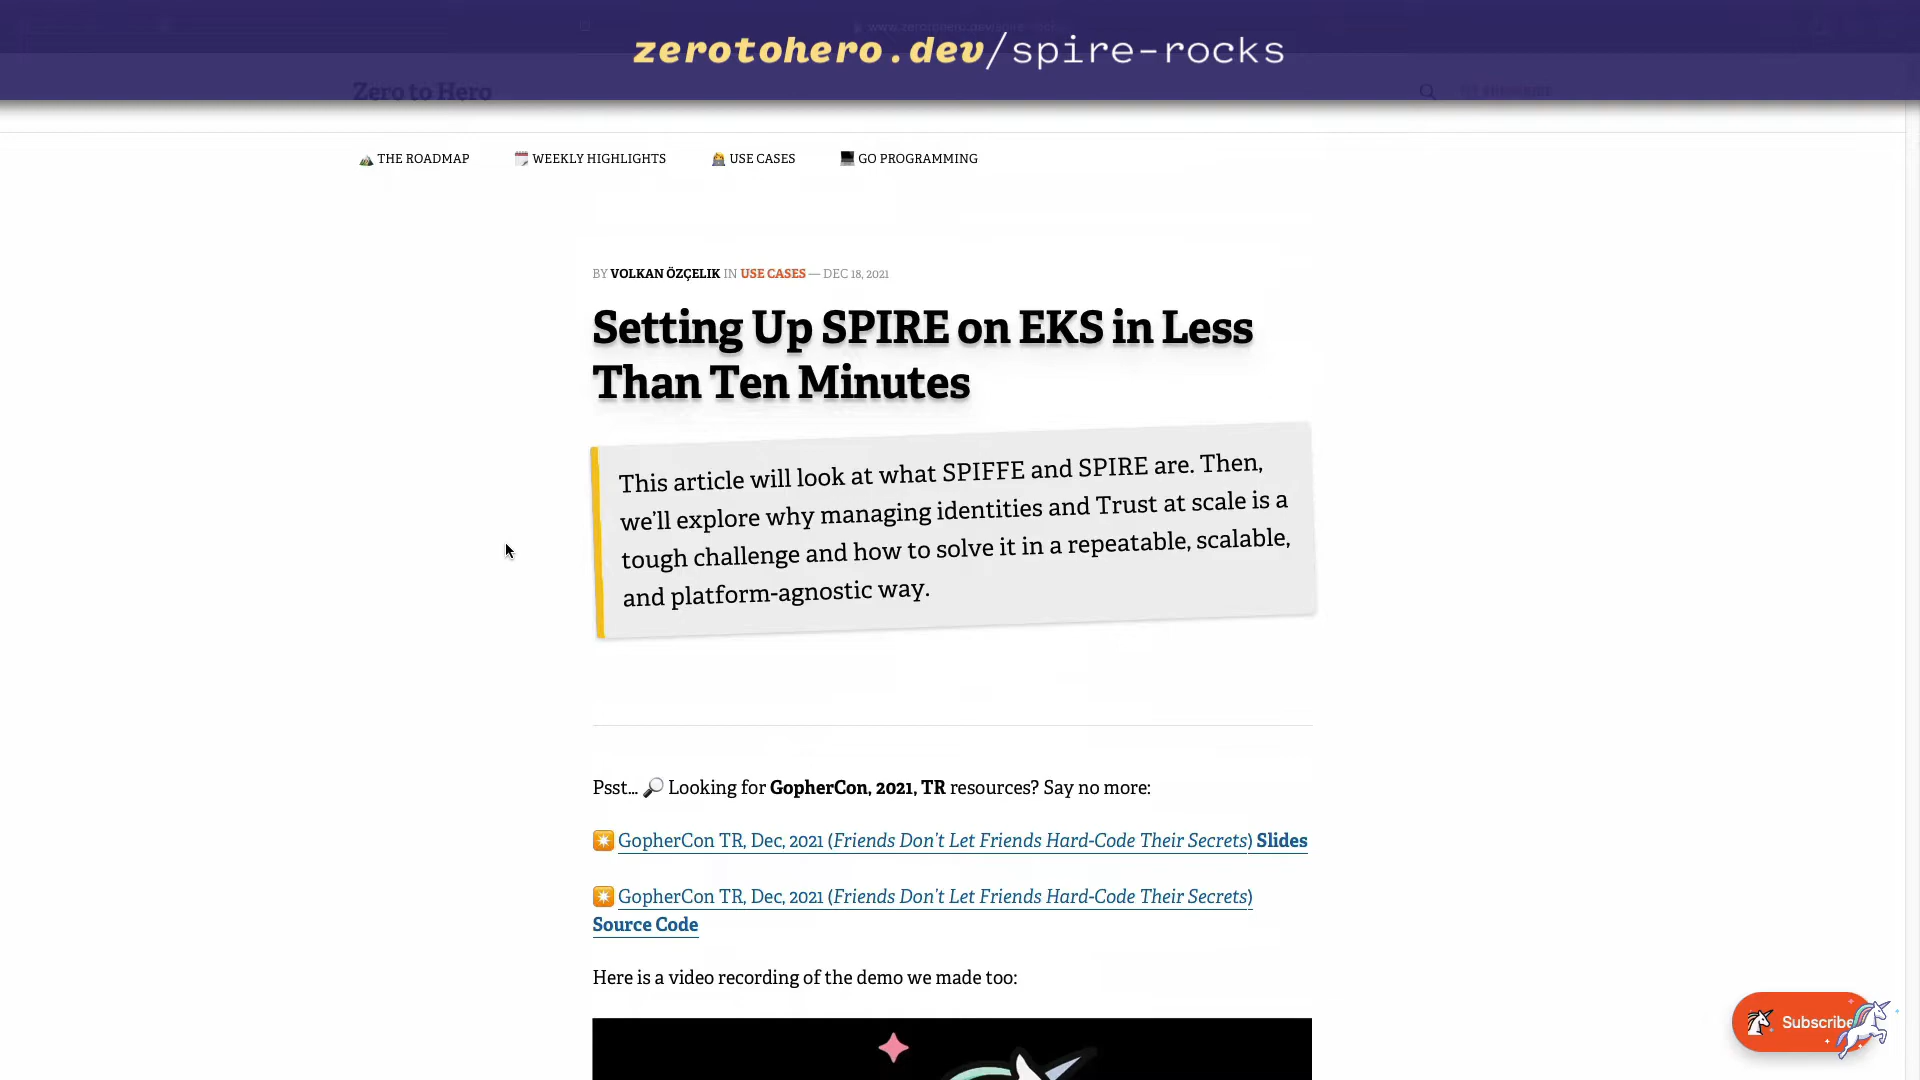 zerotohero.dev/spire-rocks
Zero to Hero
THE ROADMAP
WEEKLY HIGHLIGHTS
USE CASES
GO PROGRAMMING
BY VOLKAN ÖZÇELIK IN USE CASES — DEC 18, 2021
Setting Up SPIRE on EKS in Less
Than Ten Minutes
This article will look at what SPIFFE and SPIRE are. Then,
we'll explore why managing identities and Trust at scale is a
tough challenge and how to solve it in a repeatable, scalable,
and platform-agnostic way.
Psst... 🔎 Looking for GopherCon, 2021, TR resources? Say no more:
GopherCon TR, Dec, 2021 (Friends Don't Let Friends Hard-Code Their Secrets) Slides
GopherCon TR, Dec, 2021 (Friends Don't Let Friends Hard-Code Their Secrets)
Source Code
Here is a video recording of the demo we made too:
Subscribe